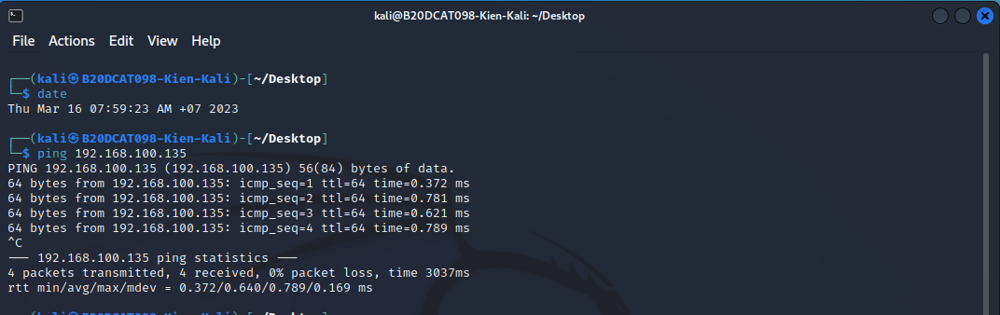 kali@B20DCAT098-Kien-Kali: ~/Desktop
File Actions Edit View Help
┌──(kali㉿B20DCAT098-Kien-Kali)-[~/Desktop]
└─$ date
Thu Mar 16 07:59:23 AM +07 2023
┌──(kali㉿B20DCAT098-Kien-Kali)-[~/Desktop]
└─$ ping 192.168.100.135
PING 192.168.100.135 (192.168.100.135) 56(84) bytes of data.
64 bytes from 192.168.100.135: icmp_seq=1 ttl=64 time=0.372 ms
64 bytes from 192.168.100.135: icmp_seq=2 ttl=64 time=0.781 ms
64 bytes from 192.168.100.135: icmp_seq=3 ttl=64 time=0.621 ms
64 bytes from 192.168.100.135: icmp_seq=4 ttl=64 time=0.789 ms
^C
--- 192.168.100.135 ping statistics ---
4 packets transmitted, 4 received, 0% packet loss, time 3037ms
rtt min/avg/max/mdev = 0.372/0.640/0.789/0.169 ms
┌──(kali㉿B20DCAT098-Kien-Kali)-[~/Desktop]